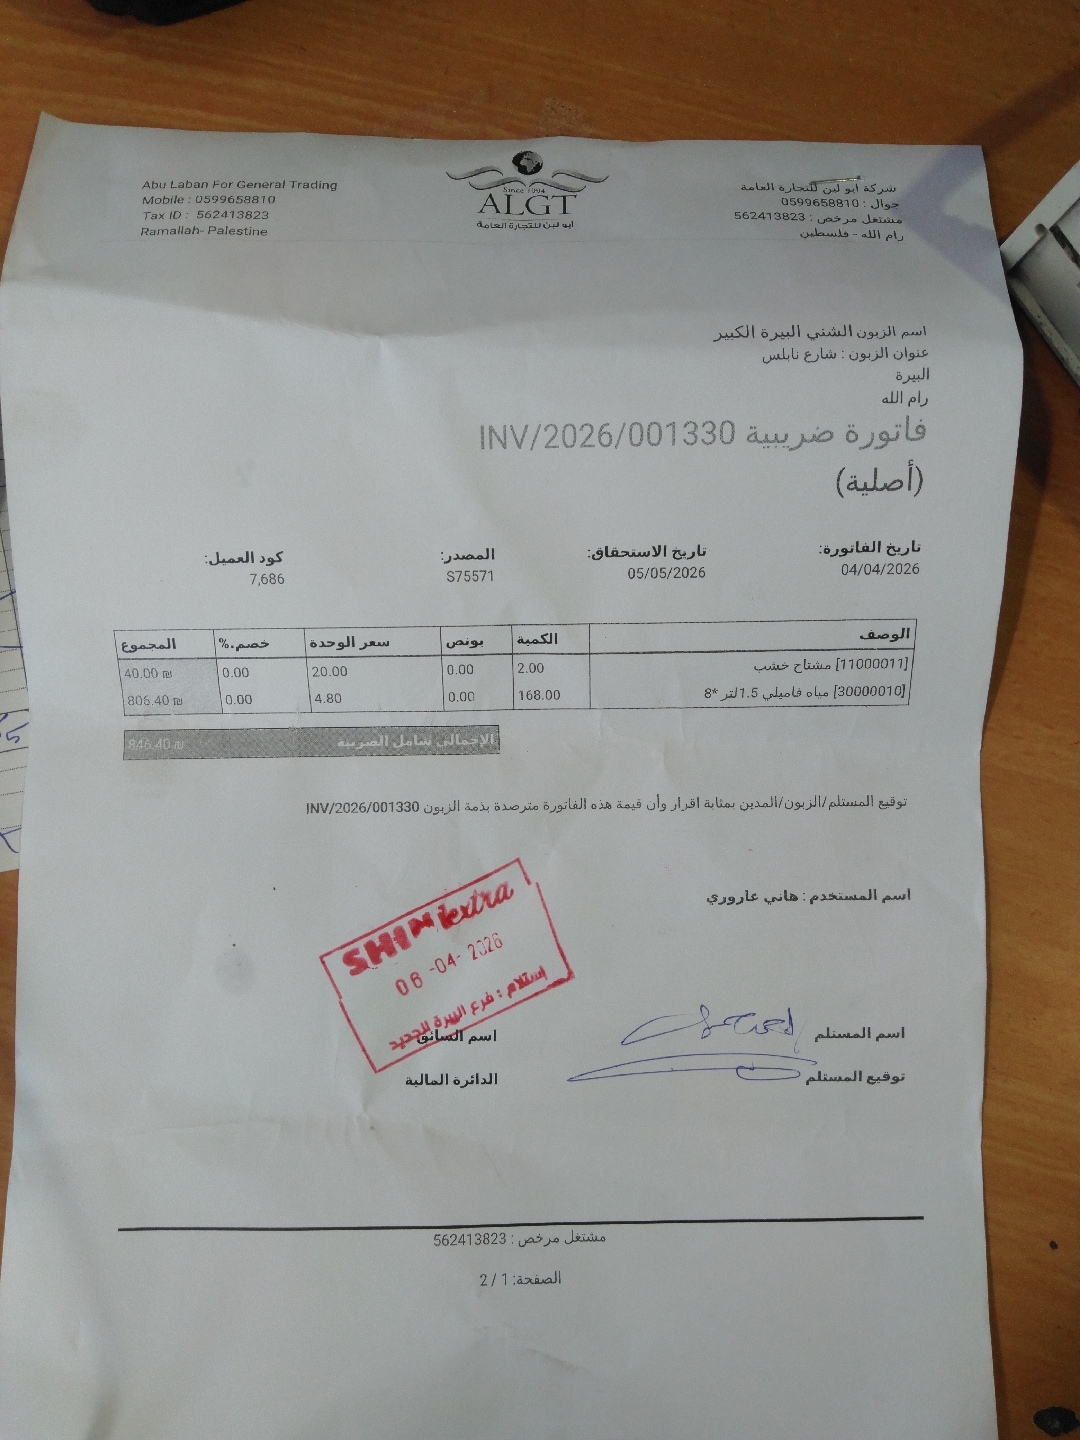 Abu Laban For General Trading
Mobile : 0599658810
Tax ID : 562413823
Ramallah- Palestine
Since 1994
ALGT
ابو لبن للتجارة العامة
شركة ابو لبن للتجارة العامة
جوال : 0599658810
مشتغل مرخص : 562413823
رام الله - فلسطين
اسم الزبون الشني البيرة الكبير
عنوان الزبون : شارع نابلس
البيرة
رام الله
فاتورة ضريبية INV/2026/001330
(أصلية)
تاريخ الفاتورة: تاريخ الاستحقاق: المصدر: كود العميل:
04/04/2026 05/05/2026 S75571 7,686
الوصف الكمية بونص سعر الوحدة خصم.% المجموع
[11000011] مشتاح خشب 2.00 0.00 20.00 0.00 40.00 ₪
[30000010] مياه فاميلي 1.5لتر *8 168.00 0.00 4.80 0.00 806.40 ₪
الإجمالي شامل الضريبة 846.40 ₪
توقيع المستلم/الزبون/المدين بمثابة اقرار وأن قيمة هذه الفاتورة مترصدة بذمة الزبون INV/2026/001330
اسم المستخدم : هاني عاروري
extra
06-04-2026
إستلام : فرع البيرة الجديد
اسم المستلم اسم السائق
توقيع المستلم الدائرة المالية
مشتغل مرخص : 562413823
الصفحة: 1 / 2